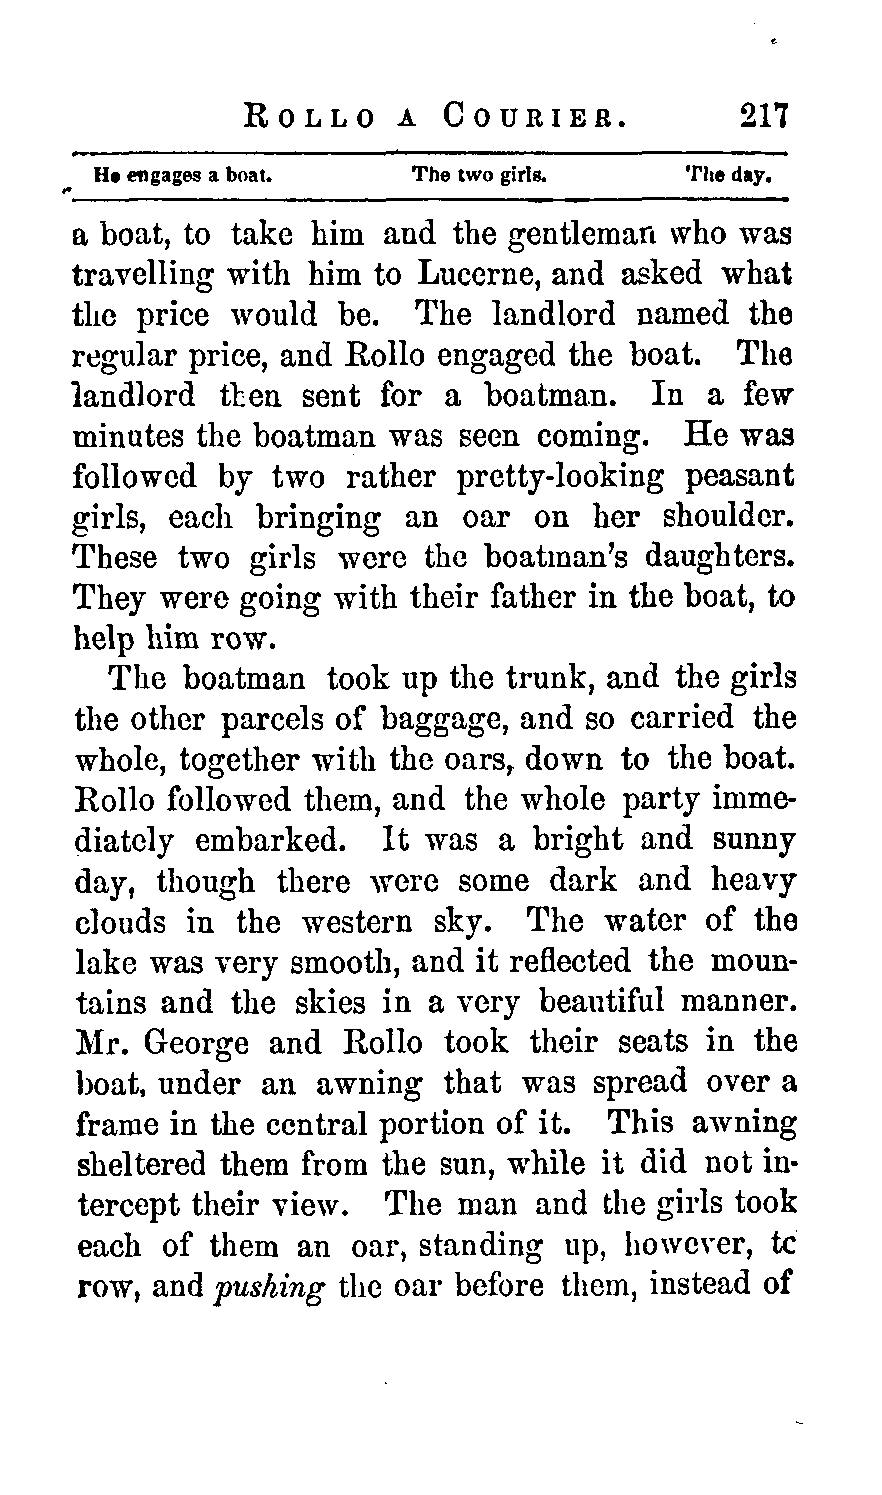 ROLLO A COURIER. 217
He engages a boat. The two girls. The day.
a boat, to take him and the gentleman who was
travelling with him to Lucerne, and asked what
the price would be. The landlord named the
regular price, and Rollo engaged the boat. The
landlord then sent for a boatman. In a few
minutes the boatman was seen coming. He was
followed by two rather pretty-looking peasant
girls, each bringing an oar on her shoulder.
These two girls were the boatman's daughters.
They were going with their father in the boat, to
help him row.
The boatman took up the trunk, and the girls
the other parcels of baggage, and so carried the
whole, together with the oars, down to the boat.
Rollo followed them, and the whole party imme-
diately embarked. It was a bright and sunny
day, though there were some dark and heavy
clouds in the western sky. The water of the
lake was very smooth, and it reflected the moun-
tains and the skies in a very beautiful manner.
Mr. George and Rollo took their seats in the
boat, under an awning that was spread over a
frame in the central portion of it. This awning
sheltered them from the sun, while it did not in-
tercept their view. The man and the girls took
each of them an oar, standing up, however, to
row, and pushing the oar before them, instead of